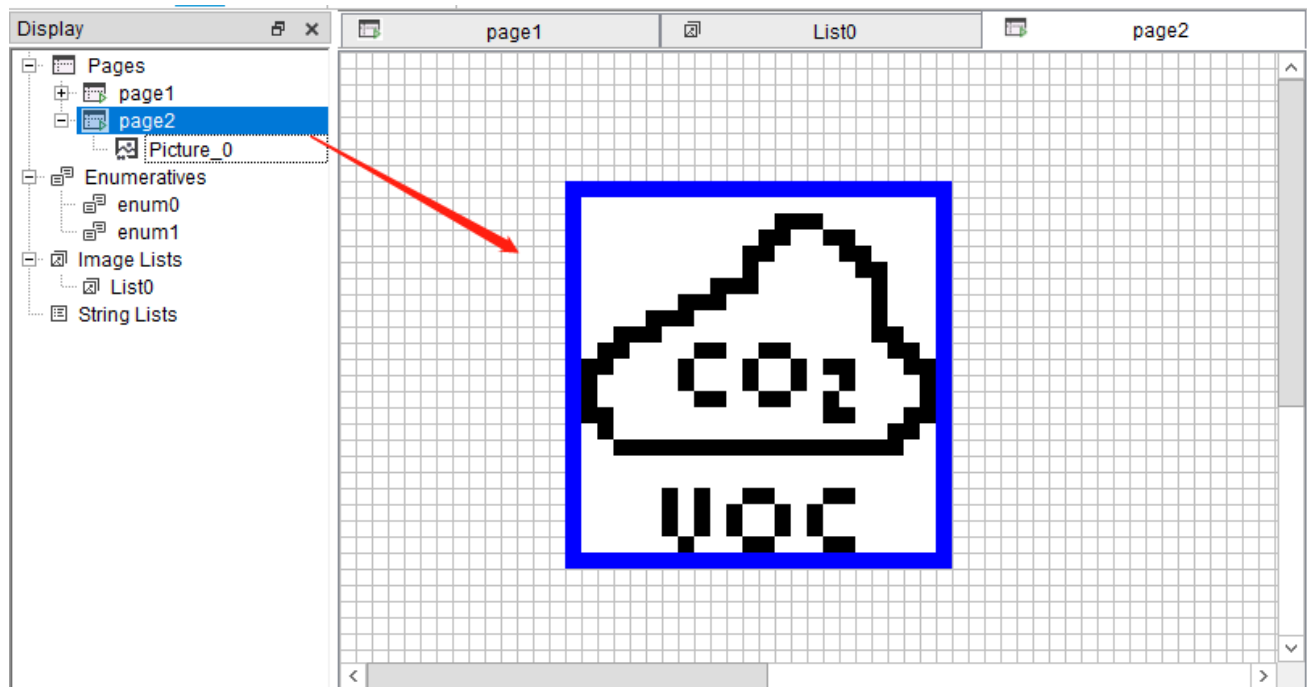 Display
page1
List0
page2
Pages
page1
page2
Picture_0
Enumeratives
enum0
enum1
Image Lists
List0
String Lists
CO2
VOC